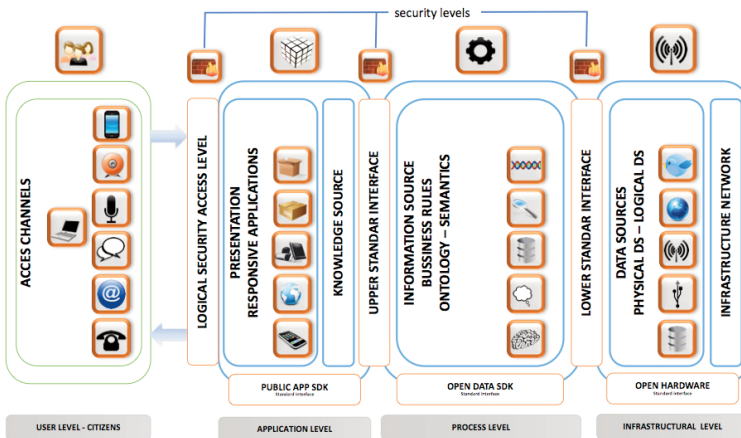 security levels
ACCES CHANNELS
LOGICAL SECURITY ACCESS LEVEL
PRESENTATION
RESPONSIVE APPLICATIONS
KNOWLEDGE SOURCE
UPPER STANDAR INTERFACE
INFORMATION SOURCE
BUSSINESS RULES
ONTOLOGY – SEMANTICS
LOWER STANDAR INTERFACE
DATA SOURCES
PHYSICAL DS – LOGICAL DS
INFRASTRUCTURE NETWORK
@
PUBLIC APP SDK
Standard Interface
OPEN DATA SDK
Standard Interface
OPEN HARDWARE
Standard Interface
USER LEVEL - CITIZENS
APPLICATION LEVEL
PROCESS LEVEL
INFRASTRUCTURAL LEVEL